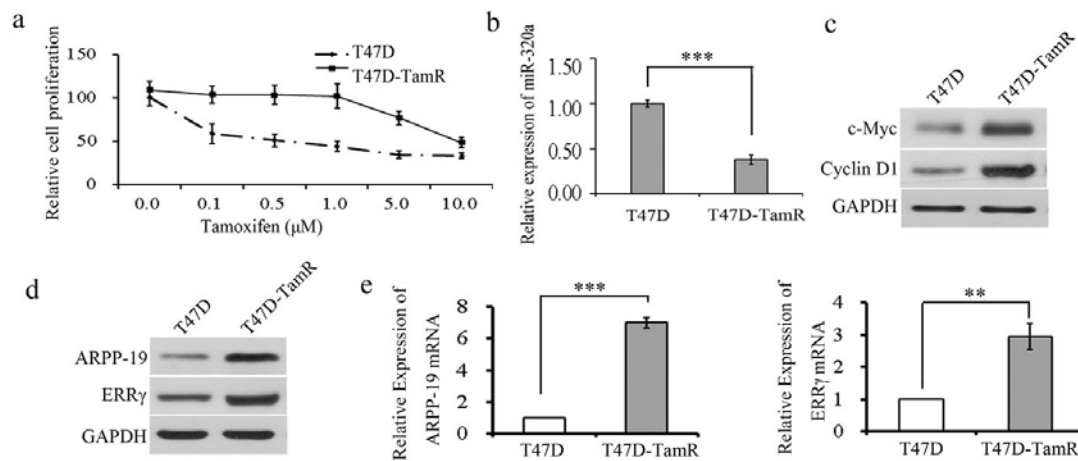 a
Relative cell proliferation
150
100
50
0
T47D
T47D-TamR
0.0 0.1 0.5 1.0 5.0 10.0
Tamoxifen (μM)
b
Relative expression of miR-320a
1.50
1.00
0.50
0.00
***
T47D T47D-TamR
c
T47D T47D-TamR
c-Myc
Cyclin D1
GAPDH
d
T47D T47D-TamR
ARPP-19
ERRγ
GAPDH
e
Relative Expression of
ARPP-19 mRNA
8
6
4
2
0
***
T47D T47D-TamR
Relative Expression of
ERRγ mRNA
4
3
2
1
0
**
T47D T47D-TamR